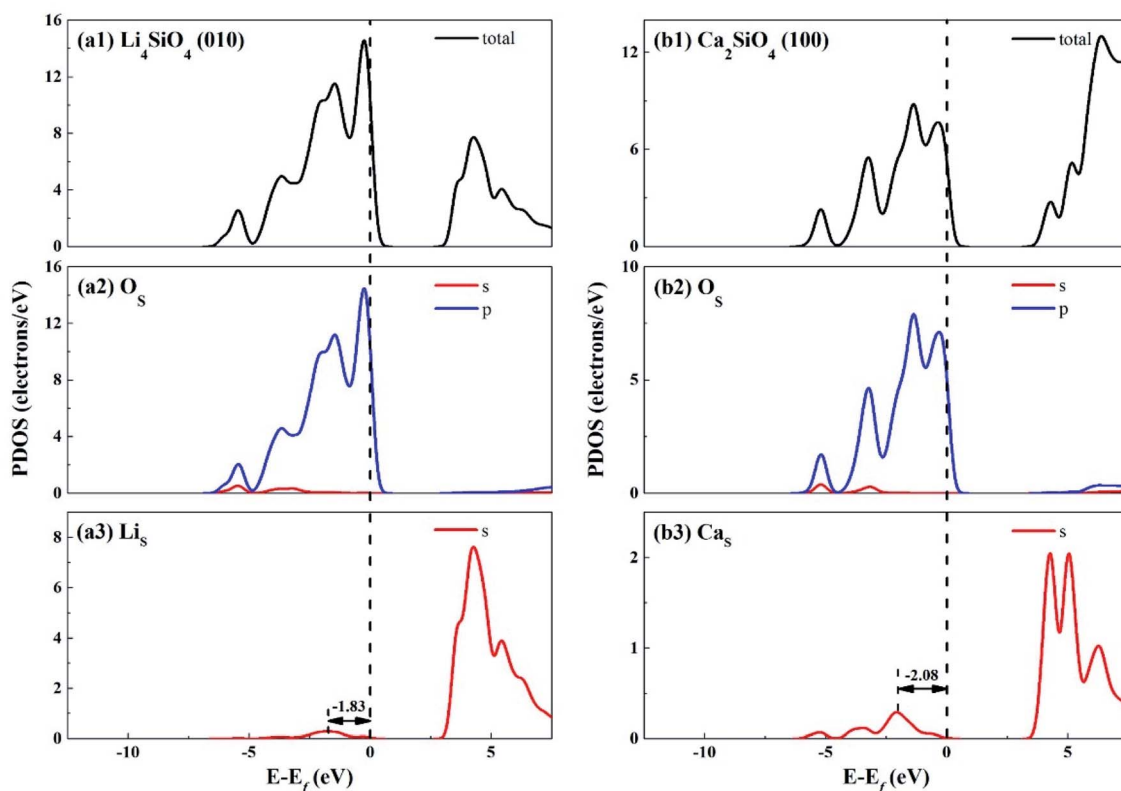 (a1) Li4SiO4 (010)
total
16
12
8
4
0
(a2) OS
s
p
16
12
8
4
0
(a3) LiS
s
8
6
4
2
0
-1.83
-10
-5
0
5
E-Ef (eV)
PDOS (electrons/eV)
(b1) Ca2SiO4 (100)
total
12
9
6
3
0
(b2) OS
s
p
10
5
0
(b3) CaS
s
2
1
0
-2.08
-10
-5
0
5
E-Ef (eV)
PDOS (electrons/eV)